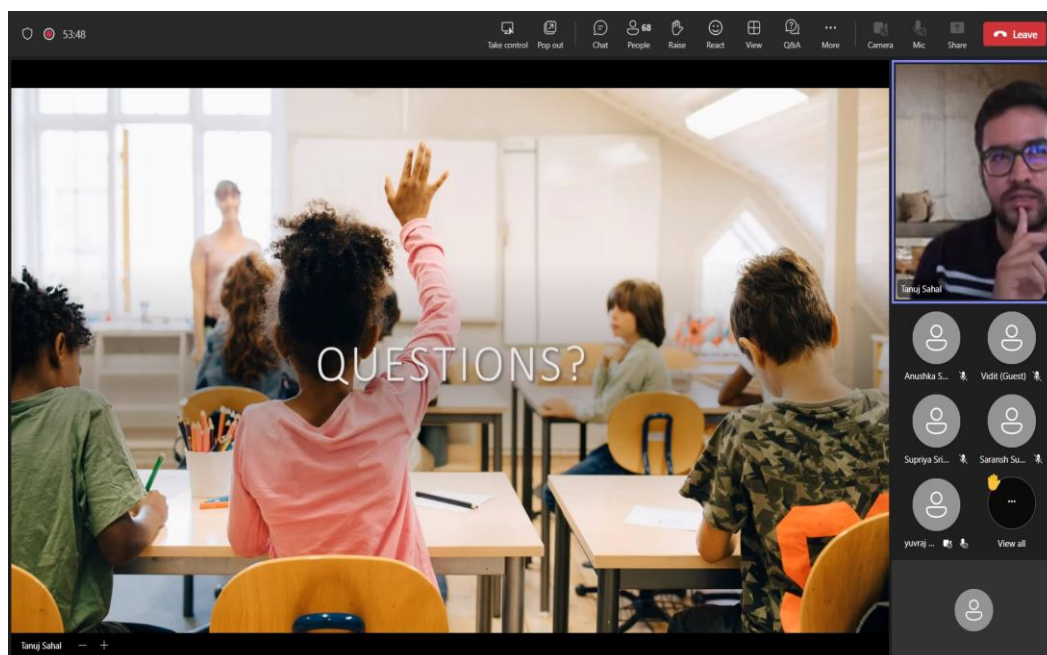 53:48
Take control Pop out Chat 68 People Raise React View Q&A More Camera Mic Share Leave
QUESTIONS?
Tanuj Sahal
Anushka S... Vidit (Guest)
Supriya Sri... Saransh Su...
yuvraj ... View all
Tanuj Sahal